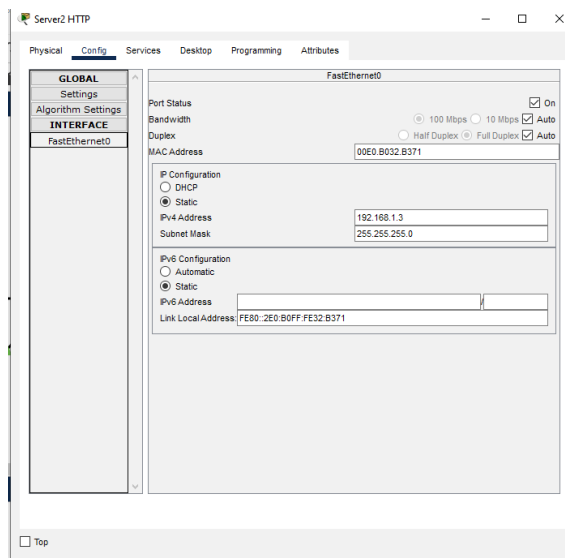 Server2 HTTP
Physical Config Services Desktop Programming Attributes
GLOBAL
Settings
Algorithm Settings
INTERFACE
FastEthernet0
FastEthernet0
Port Status On
Bandwidth 100 Mbps 10 Mbps Auto
Duplex Half Duplex Full Duplex Auto
MAC Address 00E0.B032.B371
IP Configuration
DHCP
Static
IPv4 Address 192.168.1.3
Subnet Mask 255.255.255.0
IPv6 Configuration
Automatic
Static
IPv6 Address /
Link Local Address: FE80::2E0:B0FF:FE32:B371
Top